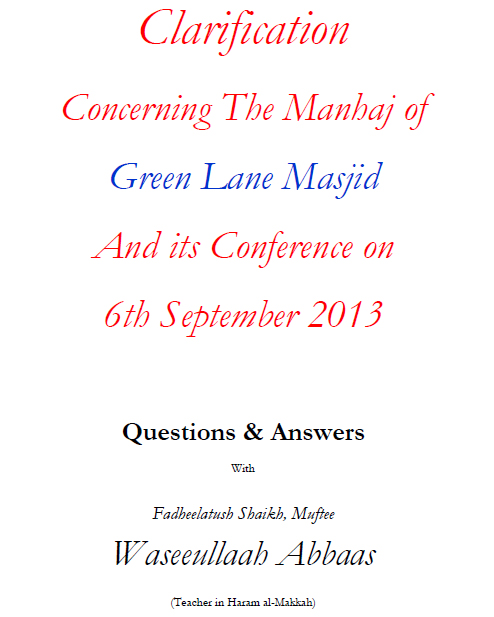 Clarification
Concerning The Manhaj of
Green Lane Masjid
And its Conference on
6th September 2013
Questions & Answers
With
Fadheelatush Shaikh, Muftee
Waseeullaah Abbaas
(Teacher in Haram al-Makkah)